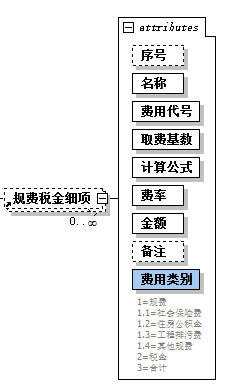 attributes
序号
名称
费用代号
取费基数
计算公式
费率
规费税金细项
0..∞
金额
备注
费用类别
1=规费
1.1=社会保险费
1.2=住房公积金
1.3=工程排污费
1.4=其他规费
2=税金
3=合计